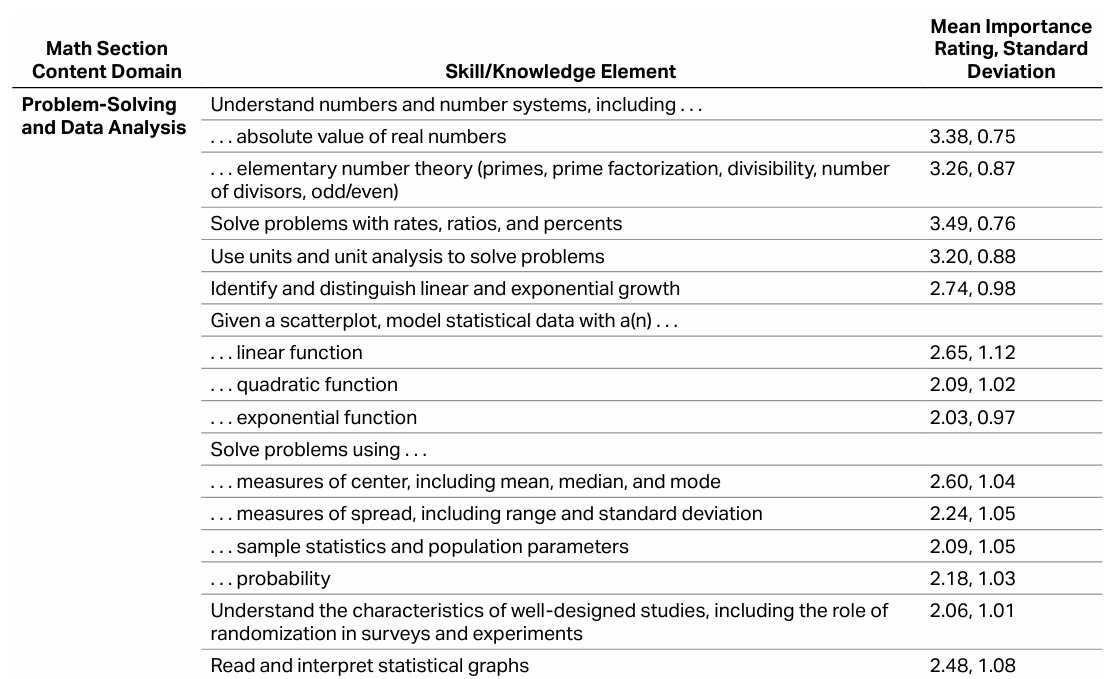 Math Section
Content Domain
Skill/Knowledge Element
Mean Importance
Rating, Standard
Deviation
Problem-Solving
and Data Analysis
Understand numbers and number systems, including . . .
. . . absolute value of real numbers 3.38, 0.75
. . . elementary number theory (primes, prime factorization, divisibility, number 3.26, 0.87
of divisors, odd/even)
Solve problems with rates, ratios, and percents 3.49, 0.76
Use units and unit analysis to solve problems 3.20, 0.88
Identify and distinguish linear and exponential growth 2.74, 0.98
Given a scatterplot, model statistical data with a(n) . . .
. . . linear function 2.65, 1.12
. . . quadratic function 2.09, 1.02
. . . exponential function 2.03, 0.97
Solve problems using . . .
. . . measures of center, including mean, median, and mode 2.60, 1.04
. . . measures of spread, including range and standard deviation 2.24, 1.05
. . . sample statistics and population parameters 2.09, 1.05
. . . probability 2.18, 1.03
Understand the characteristics of well-designed studies, including the role of 2.06, 1.01
randomization in surveys and experiments
Read and interpret statistical graphs 2.48, 1.08